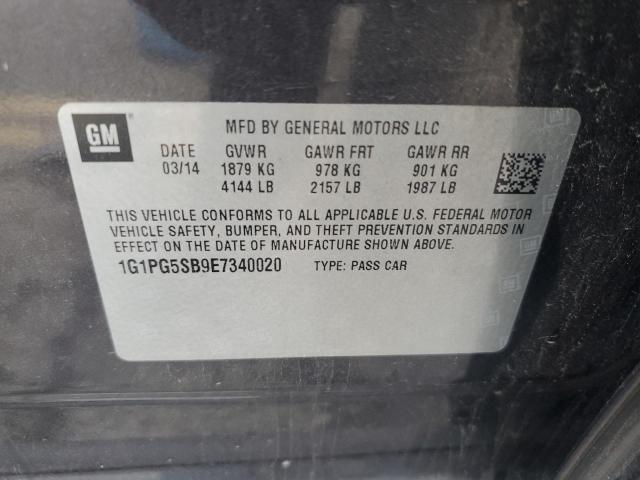 GM
MFD BY GENERAL MOTORS LLC
DATE GVWR GAWR FRT GAWR RR
03/14 1879 KG 978 KG 901 KG
4144 LB 2157 LB 1987 LB
THIS VEHICLE CONFORMS TO ALL APPLICABLE U.S. FEDERAL MOTOR
VEHICLE SAFETY, BUMPER, AND THEFT PREVENTION STANDARDS IN
EFFECT ON THE DATE OF MANUFACTURE SHOWN ABOVE.
1G1PG5SB9E7340020 TYPE: PASS CAR